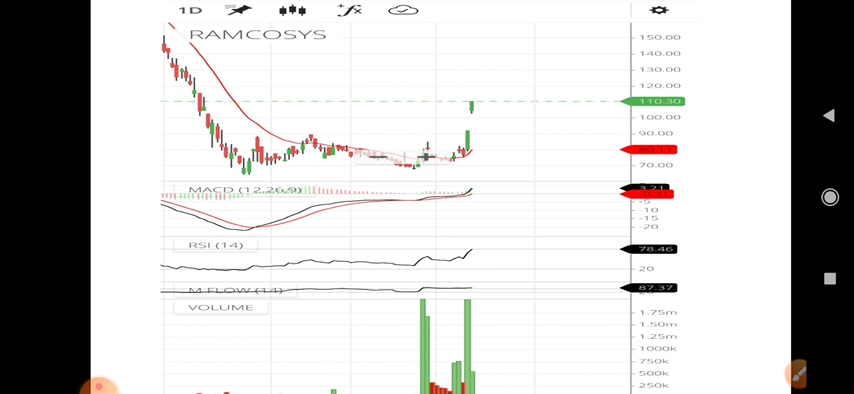 1D
RAMCOSYS
150.00
140.00
130.00
120.00
110.30
100.00
90.00
80.11
70.00
MACD (12,26,9)
3.21
-5
-10
-15
-20
RSI (14)
78.46
20
M FLOW (14)
87.37
VOLUME
1.75m
1.50m
1.25m
1000k
750k
500k
250k